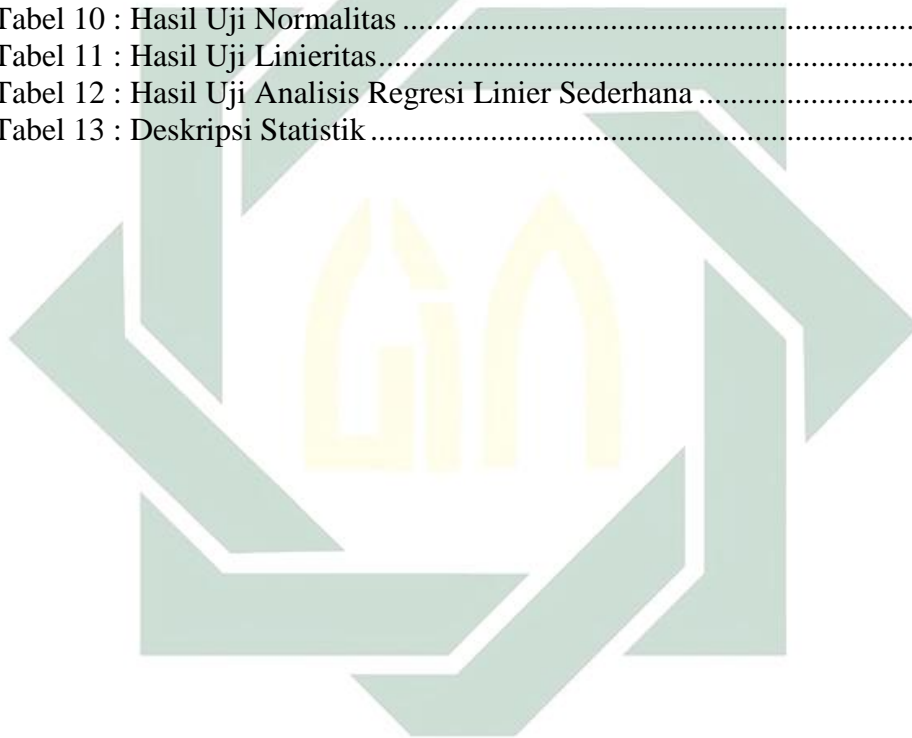 Tabel 10 : Hasil Uji Normalitas ............................................................
Tabel 11 : Hasil Uji Linieritas...............................................................
Tabel 12 : Hasil Uji Analisis Regresi Linier Sederhana .........................
Tabel 13 : Deskripsi Statistik ................................................................
uin